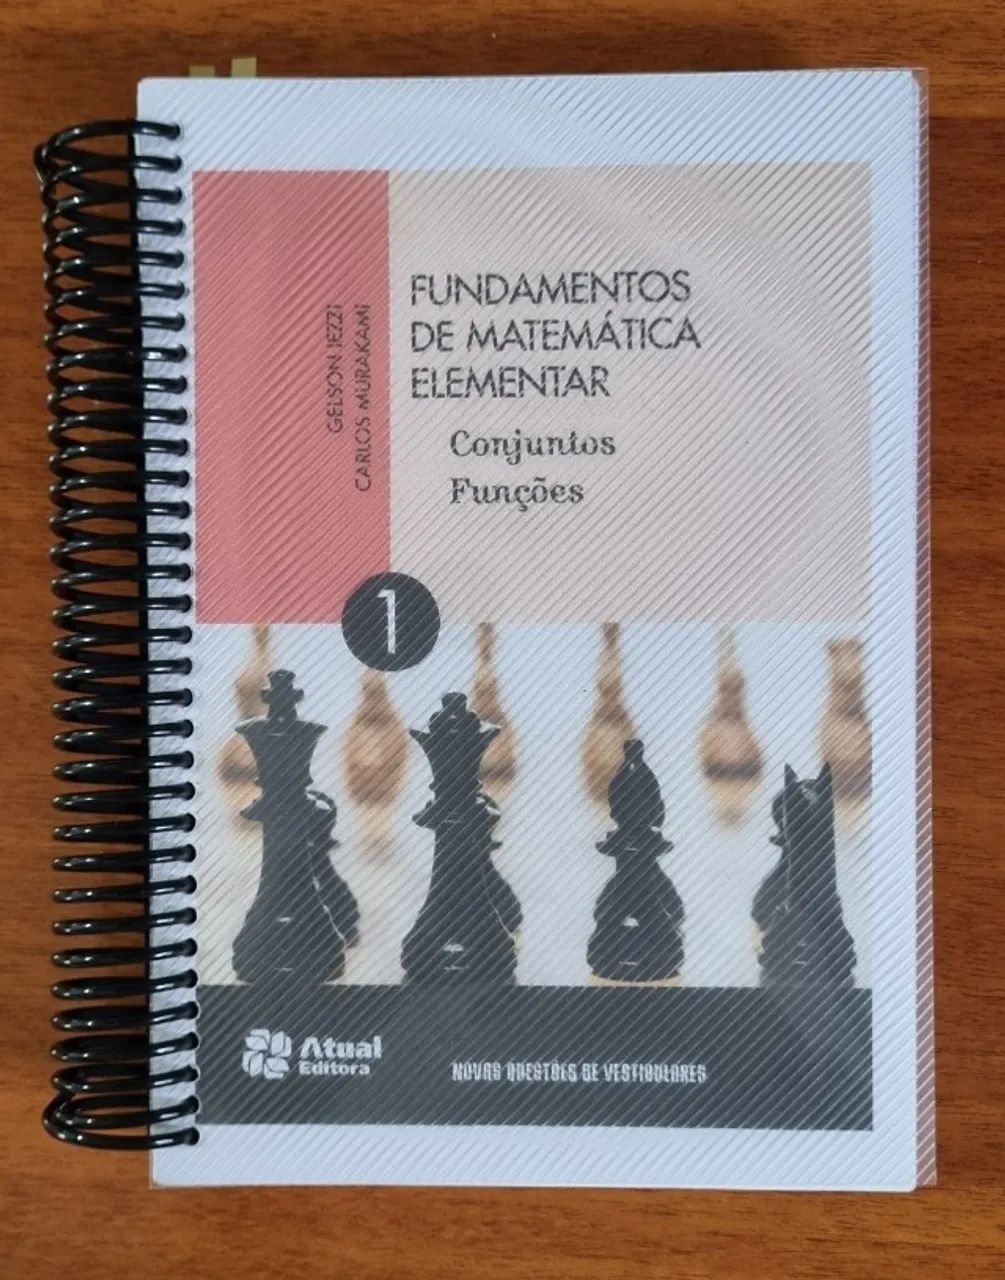 GELSON IEZZI
CARLOS MURAKAMI
FUNDAMENTOS
DE MATEMÁTICA
ELEMENTAR
Conjuntos
Funções
1
Atual
Editora
NOVAS QUESTÕES DE VESTIBULARES